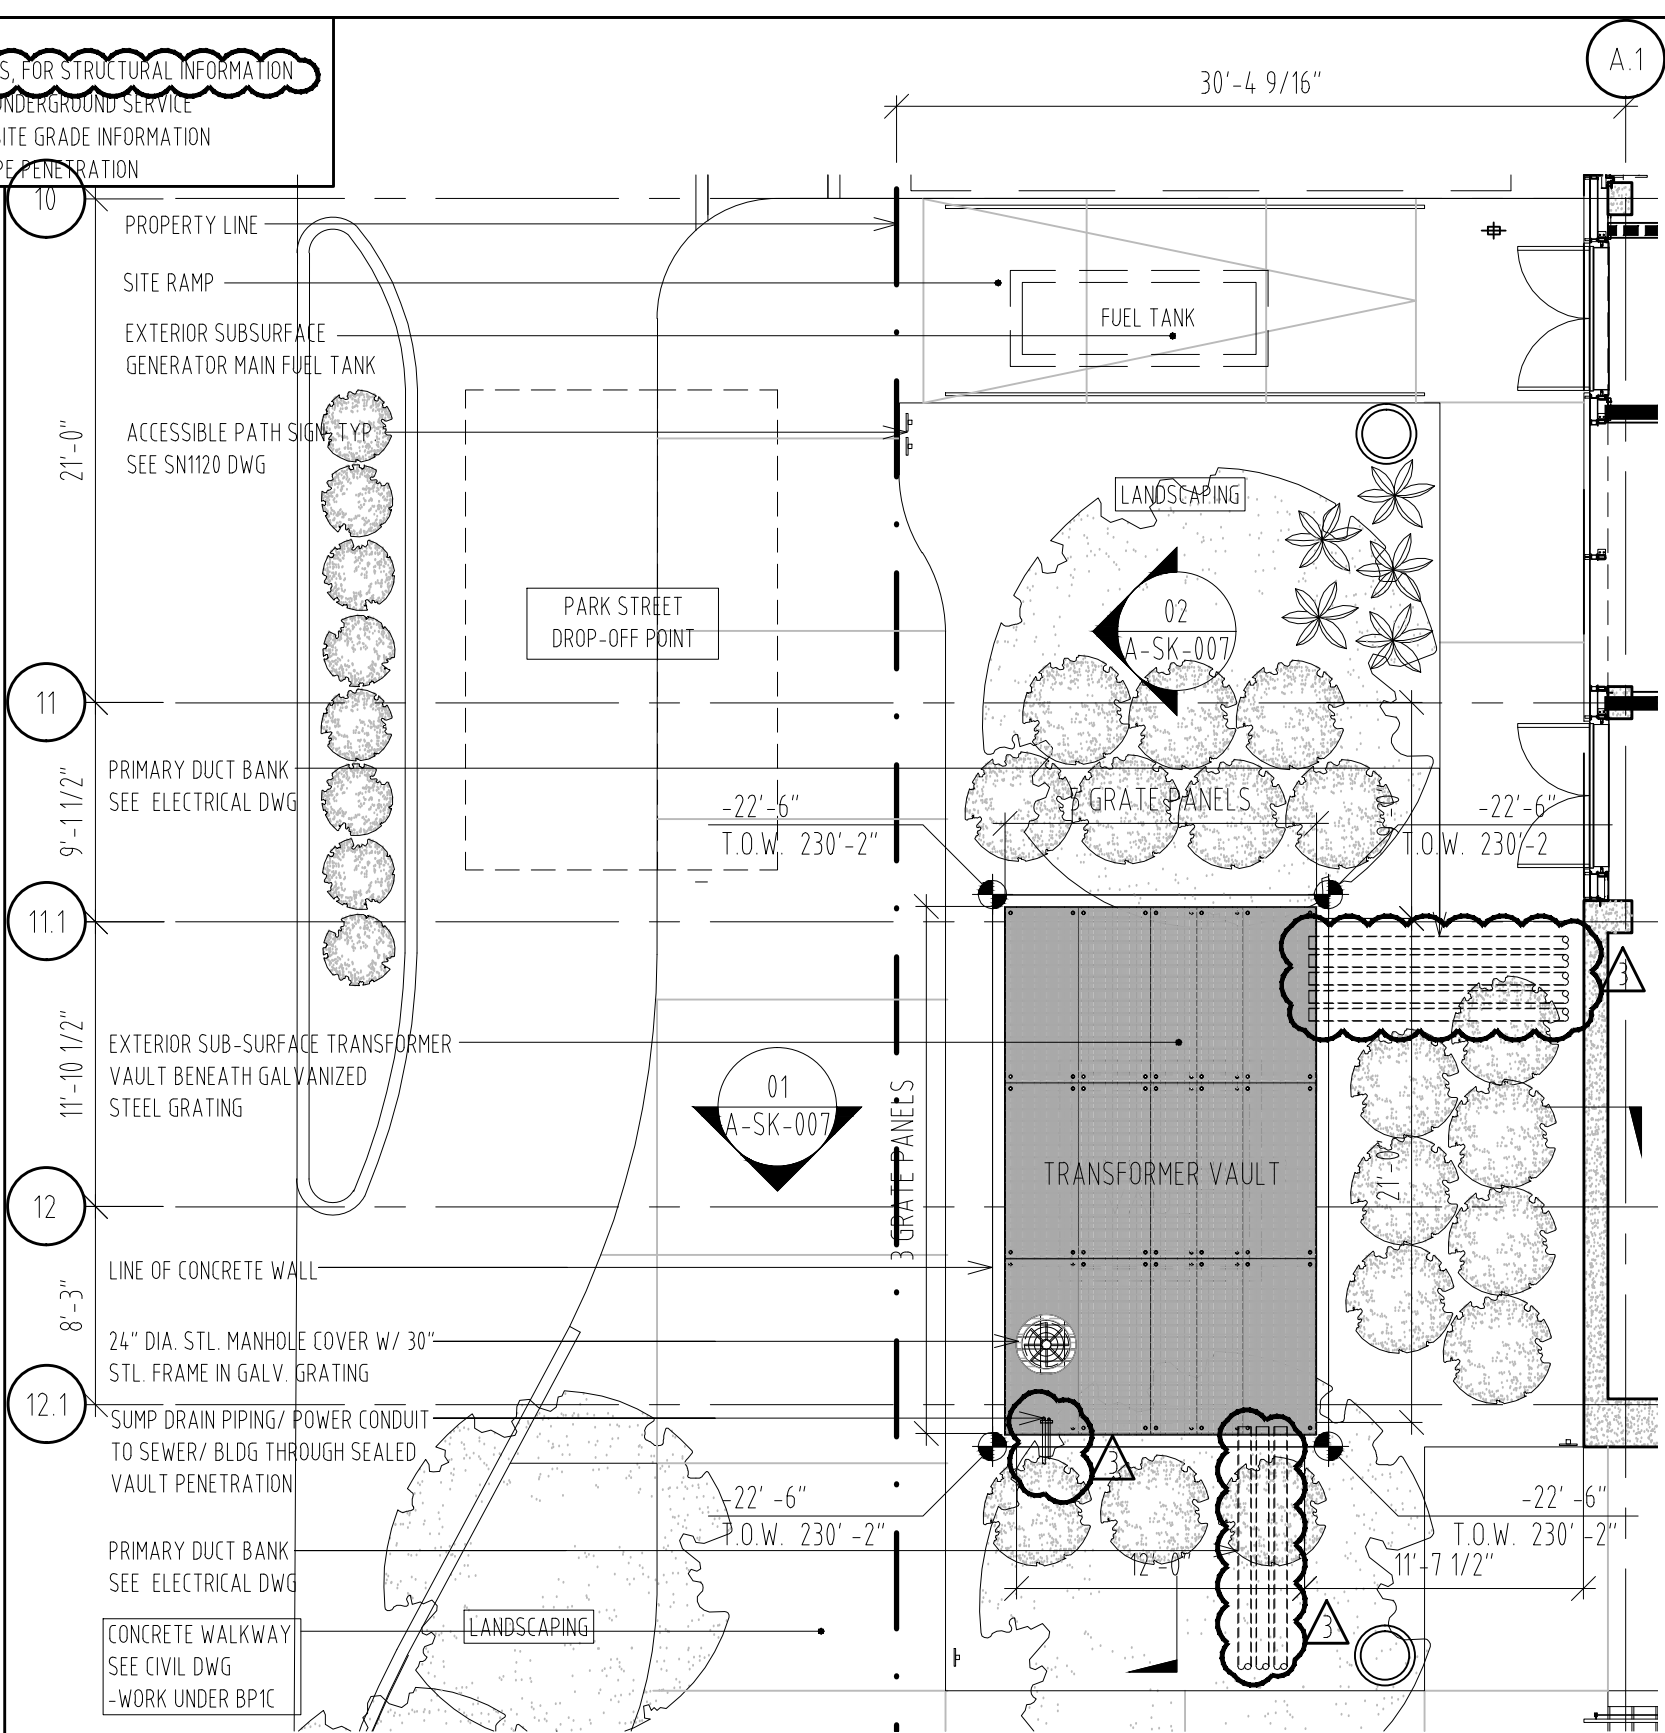 S, FOR STRUCTURAL INFORMATION
UNDERGROUND SERVICE
SITE GRADE INFORMATION
PE PENETRATION
30'-4 9/16"
A.1
10
PROPERTY LINE
SITE RAMP
EXTERIOR SUBSURFACE
GENERATOR MAIN FUEL TANK
FUEL TANK
21'-0"
ACCESSIBLE PATH SIGN, TYP
SEE SN1120 DWG
LANDSCAPING
PARK STREET
DROP-OFF POINT
02
A-SK-007
11
PRIMARY DUCT BANK
SEE ELECTRICAL DWG
9'-11 1/2"
-22'-6"
T.O.W. 230'-2"
GRATE PANELS
-22'-6"
T.O.W. 230'-2
11.1
3
11'-10 1/2"
EXTERIOR SUB-SURFACE TRANSFORMER
VAULT BENEATH GALVANIZED
STEEL GRATING
01
A-SK-007
3 GRATE PANELS
TRANSFORMER VAULT
21'-0"
12
LINE OF CONCRETE WALL
8'-3"
24" DIA. STL. MANHOLE COVER W/ 30"
STL. FRAME IN GALV. GRATING
12.1
SUMP DRAIN PIPING/ POWER CONDUIT
TO SEWER/ BLDG THROUGH SEALED
VAULT PENETRATION
3
-22' -6"
T.O.W. 230' -2"
-22' -6"
T.O.W. 230' -2"
PRIMARY DUCT BANK
SEE ELECTRICAL DWG
12'-0"
11'-7 1/2"
3
CONCRETE WALKWAY
SEE CIVIL DWG
-WORK UNDER BP1C
LANDSCAPING